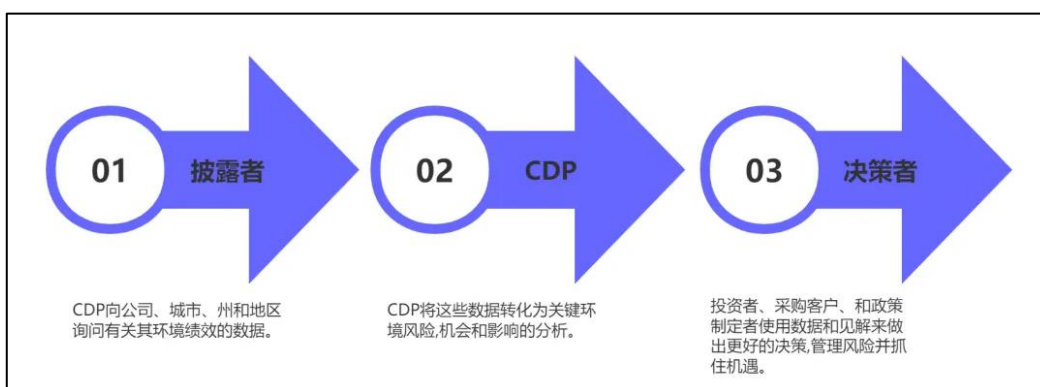 01 披露者
02 CDP
03 决策者
CDP向公司、城市、州和地区
询问有关其环境绩效的数据。
CDP将这些数据转化为关键环
境风险,机会和影响的分析。
投资者、采购客户、和政策
制定者使用数据和见解来做
出更好的决策,管理风险并抓
住机遇。